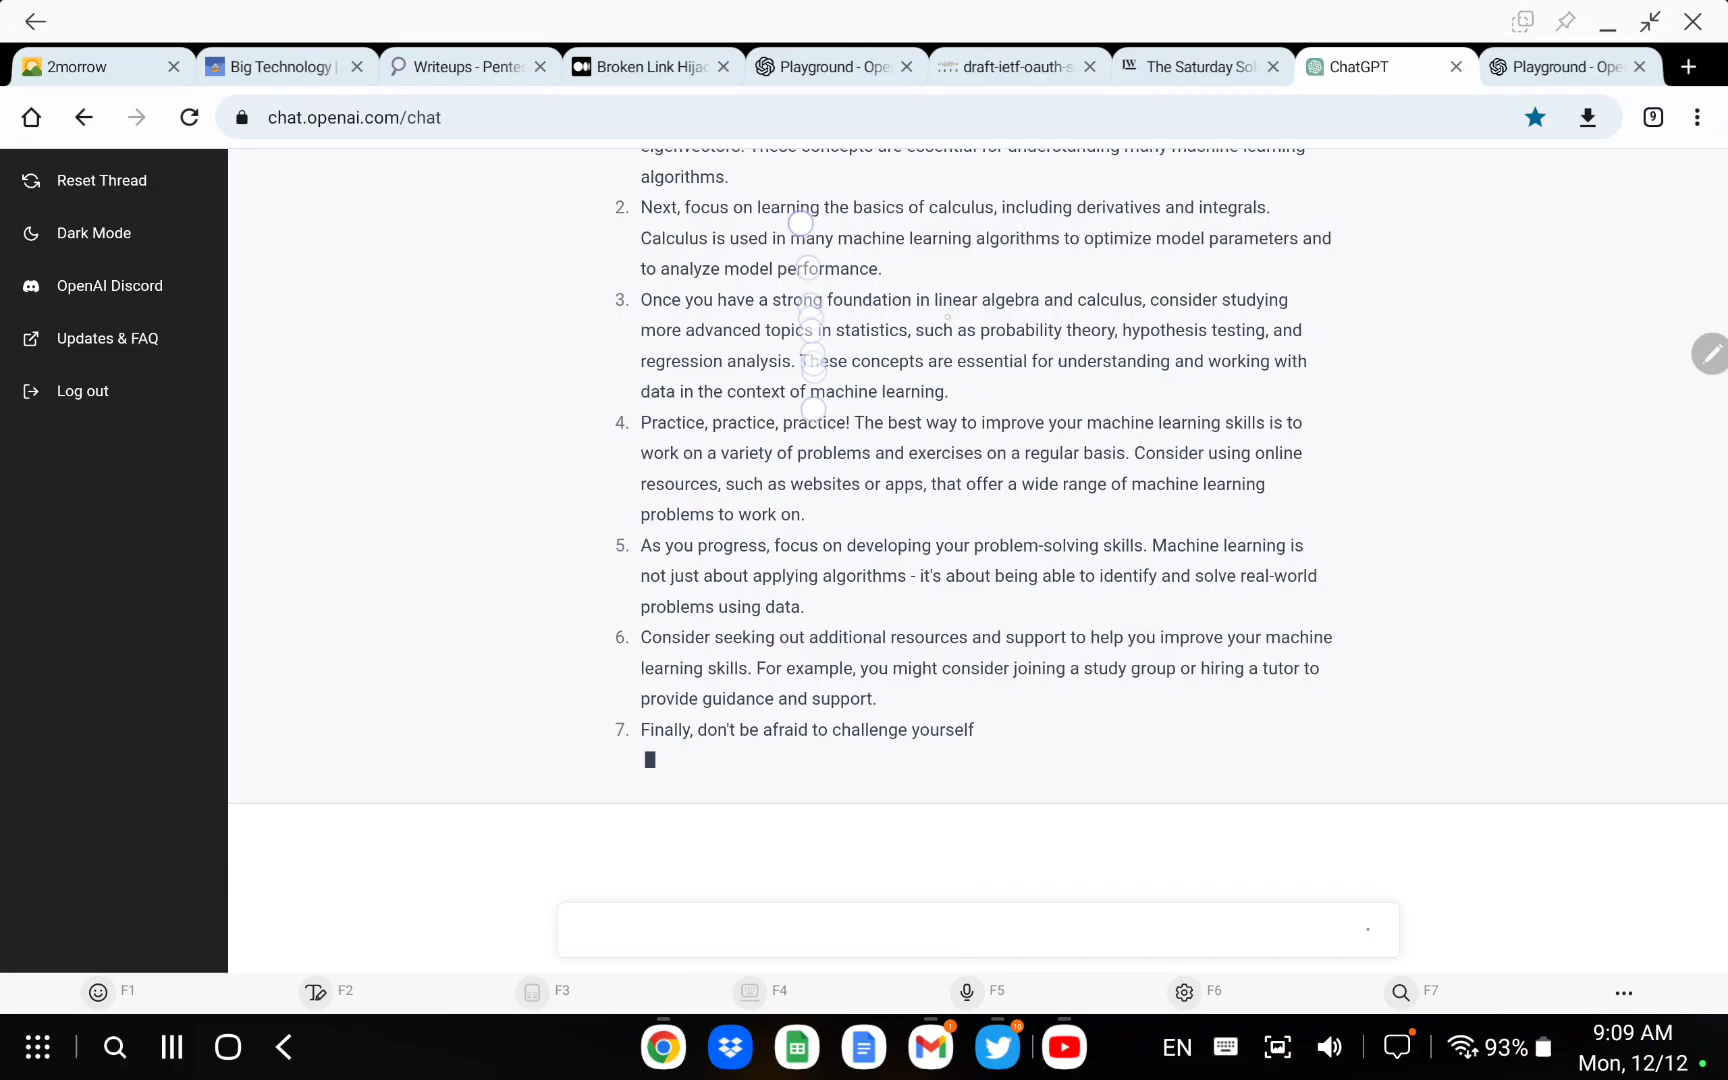 2morrow
Big Technology |
Writeups - Pente
Broken Link Hijac
Playground - Ope
draft-ietf-oauth-s
The Saturday Sol
ChatGPT
Playground - Ope
chat.openai.com/chat
9
Reset Thread
Dark Mode
OpenAI Discord
Updates & FAQ
Log out
eigenvectors. These concepts are essential for understanding many machine learning
algorithms.
2. Next, focus on learning the basics of calculus, including derivatives and integrals.
Calculus is used in many machine learning algorithms to optimize model parameters and
to analyze model performance.
3. Once you have a strong foundation in linear algebra and calculus, consider studying
more advanced topics in statistics, such as probability theory, hypothesis testing, and
regression analysis. These concepts are essential for understanding and working with
data in the context of machine learning.
4. Practice, practice, practice! The best way to improve your machine learning skills is to
work on a variety of problems and exercises on a regular basis. Consider using online
resources, such as websites or apps, that offer a wide range of machine learning
problems to work on.
5. As you progress, focus on developing your problem-solving skills. Machine learning is
not just about applying algorithms - it's about being able to identify and solve real-world
problems using data.
6. Consider seeking out additional resources and support to help you improve your machine
learning skills. For example, you might consider joining a study group or hiring a tutor to
provide guidance and support.
7. Finally, don't be afraid to challenge yourself
F1
F2
F3
F4
F5
F6
F7
EN
93%
9:09 AM
Mon, 12/12